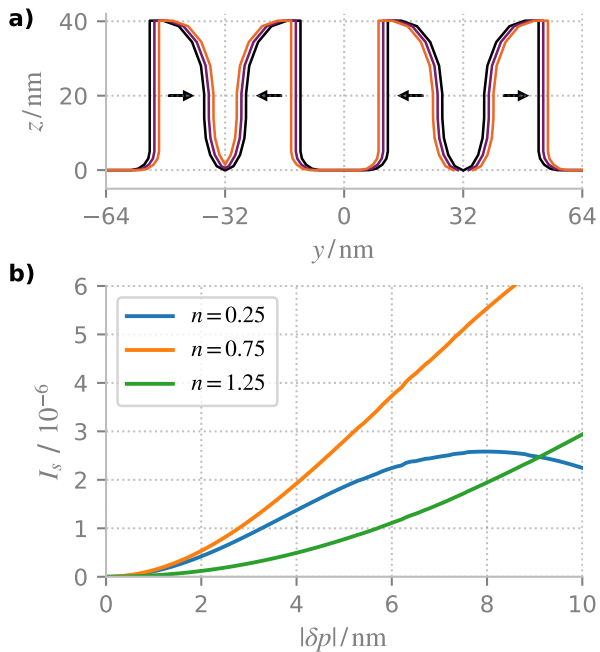 a)
40
20
0
z/nm
−64
−32
0
32
64
y/nm
b)
6
5
4
3
2
1
0
I_s / 10⁻⁶
n = 0.25
n = 0.75
n = 1.25
0
2
4
6
8
10
|δp|/nm